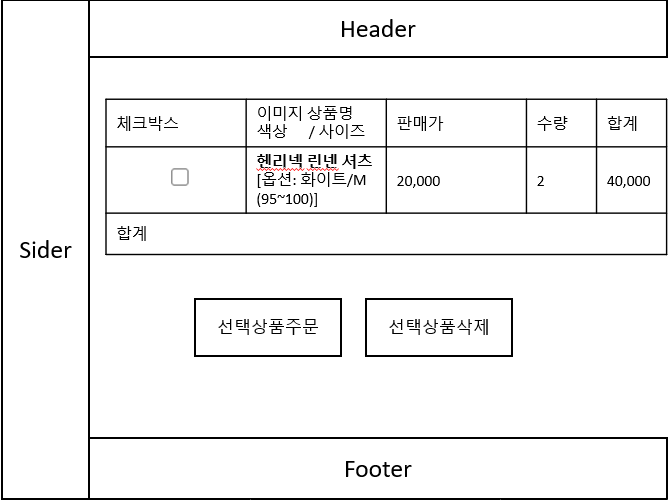 Header
Sider
체크박스
이미지 상품명
색상 / 사이즈
판매가
수량
합계
헨리넥 린넨 셔츠
[옵션: 화이트/M
(95~100)]
20,000
2
40,000
합계
선택상품주문
선택상품삭제
Footer